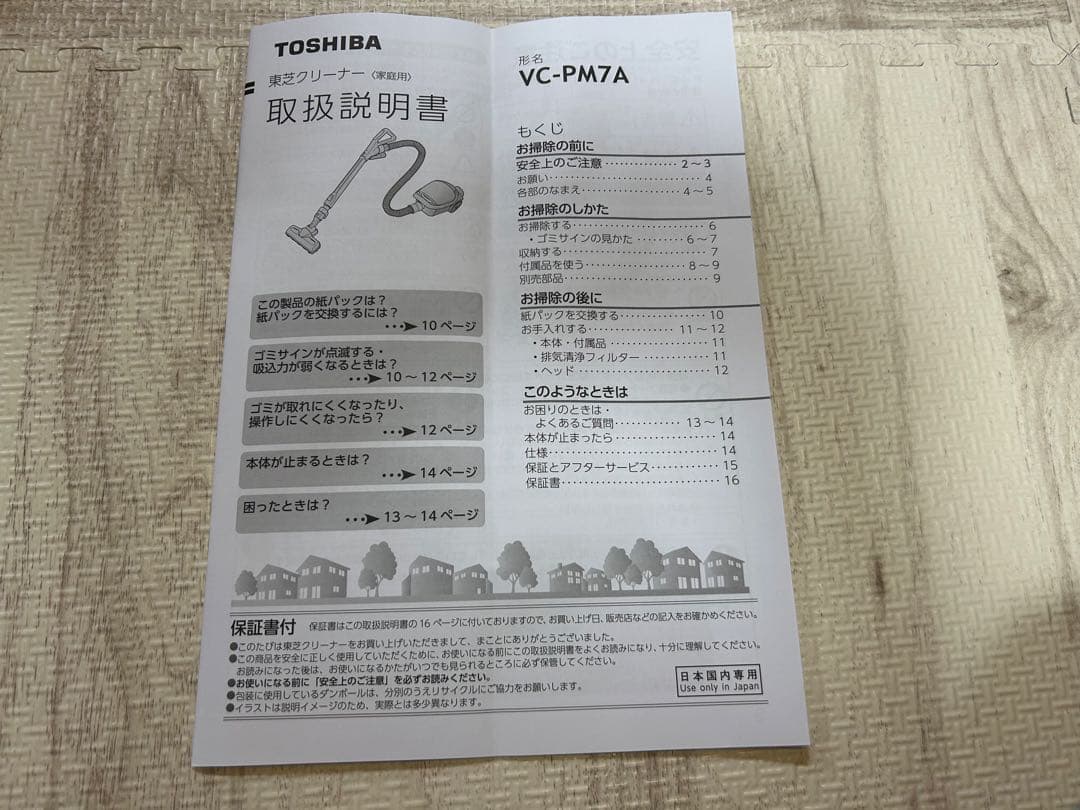 TOSHIBA
東芝クリーナー〈家庭用〉
取扱説明書
この製品の紙パックは？
紙パックを交換するには？
•••➤ 10 ページ
ゴミサインが点滅する・
吸込力が弱くなるときは？
•••➤ 10 〜 12 ページ
ゴミが取れにくくなったり、
操作しにくくなったら？
•••➤ 12 ページ
本体が止まるときは？
•••➤ 14 ページ
困ったときは？
•••➤ 13 〜 14 ページ
形名
VC-PM7A
もくじ
お掃除の前に
安全上のご注意 ･･････････････ 2 〜 3
お願い ････････････････････････････ 4
各部のなまえ ･･････････････････ 4 〜 5
お掃除のしかた
お掃除する ･･････････････････････････ 6
・ゴミサインの見かた ･････････ 6 〜 7
収納する ････････････････････････････ 7
付属品を使う ･･････････････････ 8 〜 9
別売部品 ････････････････････････････ 9
お掃除の後に
紙パックを交換する ････････････････ 10
お手入れする ･･････････････ 11 〜 12
・本体・付属品 ･･････････････････ 11
・排気清浄フィルター ････････････ 11
・ヘッド ････････････････････････ 12
このようなときは
お困りのときは・
よくあるご質問 ･･････････ 13 〜 14
本体が止まったら ･･････････････････ 14
仕様 ･･････････････････････････････ 14
保証とアフターサービス ････････････ 15
保証書 ････････････････････････････ 16
保証書付 保証書はこの取扱説明書の 16 ページに付いておりますので、お買い上げ日、販売店などの記入をお確かめください。
●このたびは東芝クリーナーをお買い上げいただきまして、まことにありがとうございました。
●この商品を安全に正しく使用していただくために、お使いになる前にこの取扱説明書をよくお読みになり、十分に理解してください。
お読みになった後は、お使いになるかたがいつでも見られるところに必ず保管してください。
●お使いになる前に「安全上のご注意」を必ずお読みください。
●包装に使用しているダンボールは、分別のうえリサイクルにご協力をお願いします。
●イラストは説明イメージのため、実際とは多少異なります。
日本国内専用
Use only in Japan